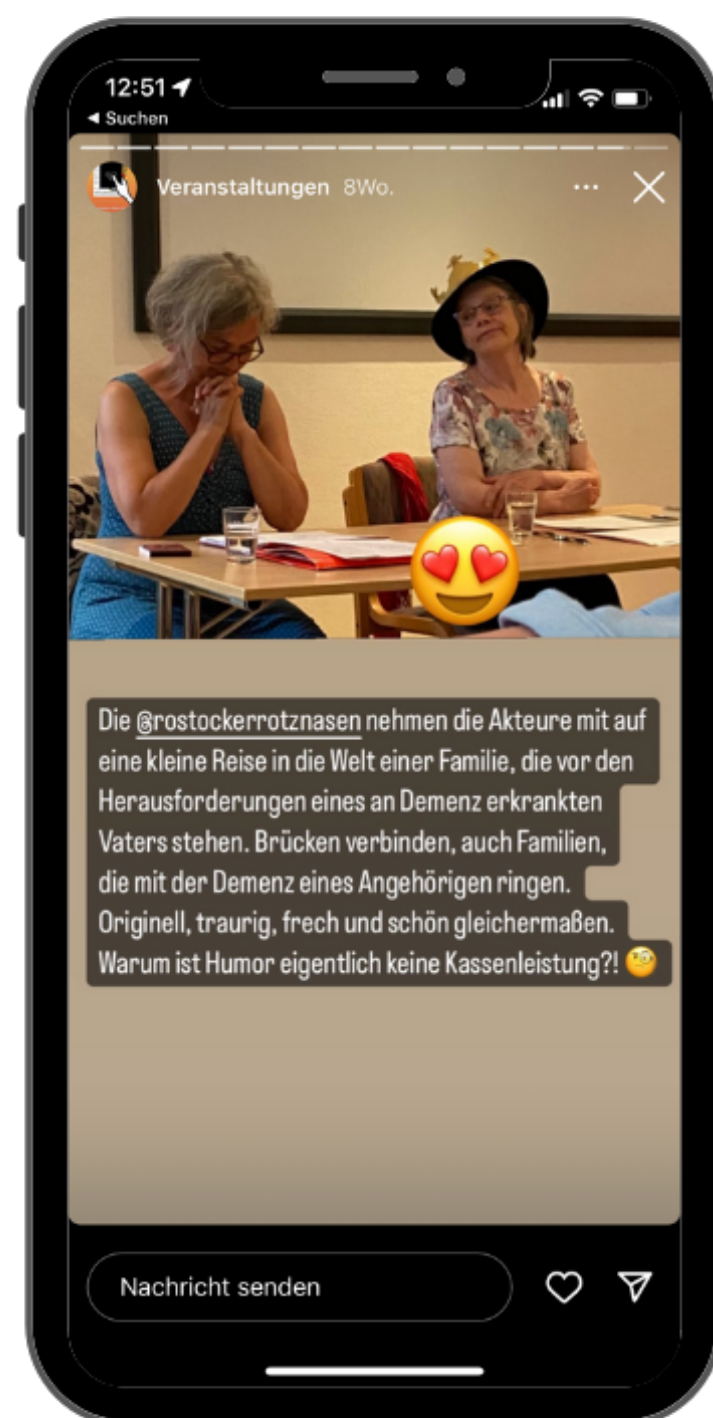 12:51
◄ Suchen
Veranstaltungen 8Wo.
Die @rostockerrotznasen nehmen die Akteure mit auf
eine kleine Reise in die Welt einer Familie, die vor den
Herausforderungen eines an Demenz erkrankten
Vaters stehen. Brücken verbinden, auch Familien,
die mit der Demenz eines Angehörigen ringen.
Originell, traurig, frech und schön gleichermaßen.
Warum ist Humor eigentlich keine Kassenleistung?! 🧐
Nachricht senden